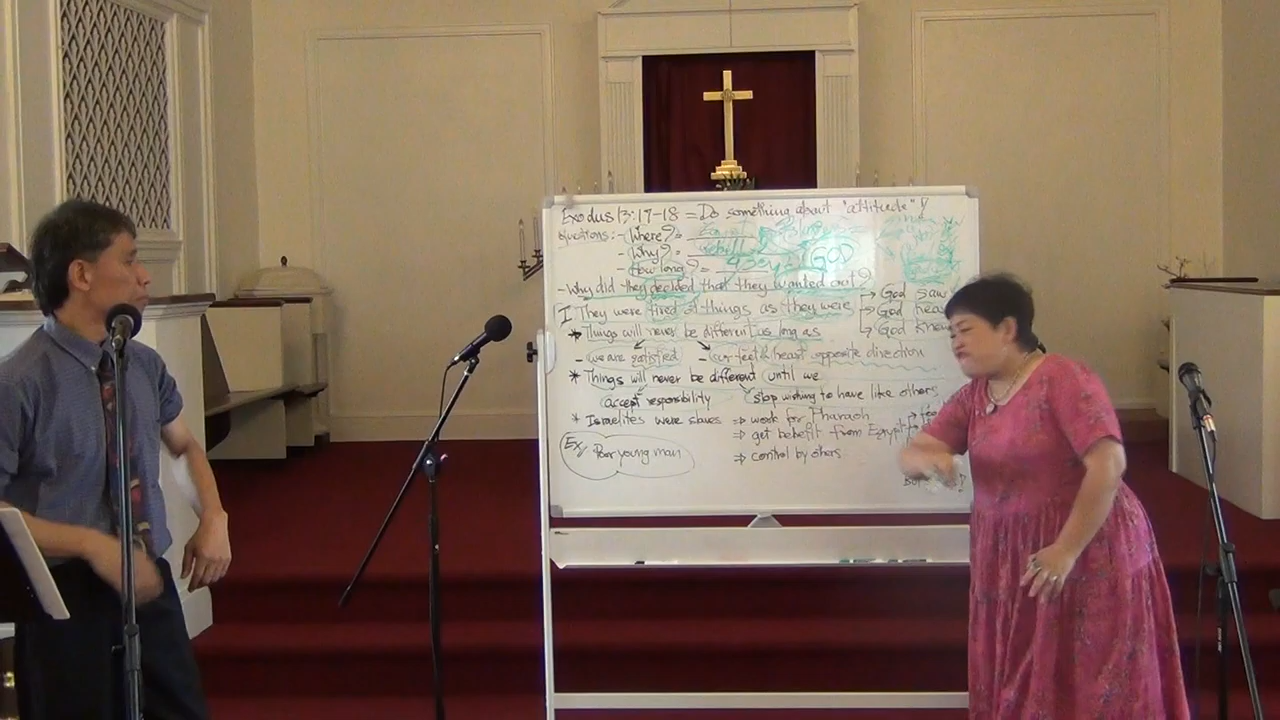 Exodus 13:17-18 = Do something about "attitude"!
Questions: - Where? =
- Why? =
- How long? =
GOD
- Why did they decided that they wanted out?
I They were tired of things as they were → God saw
→ God
→ God
* Things will never be different as long as
- we are satisfied - our feet & heart opposite direction
* Things will never be different until we
accept responsibility stop wishing to have like others
* Israelites were slaves ⇒ work for Pharaoh
⇒ get benefit from Egypt
Ex/ Poor young man ⇒ control by others